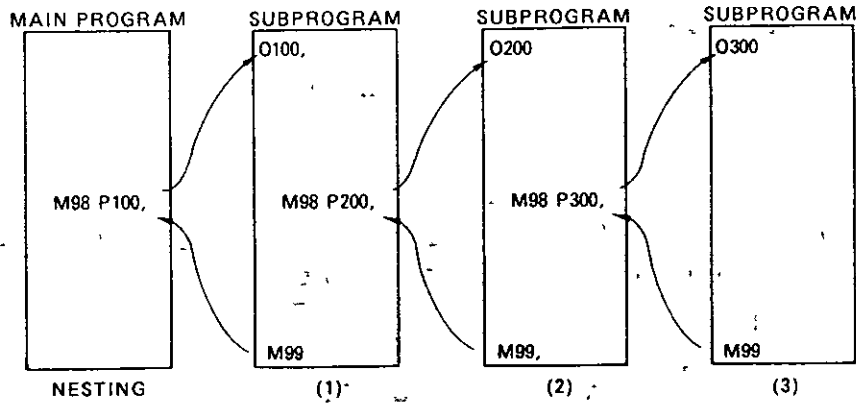 MAIN PROGRAM
SUBPROGRAM
SUBPROGRAM
SUBPROGRAM
O100,
O200
O300
M98 P100,
M98 P200,
M98 P300,
M99
M99,
M99
NESTING
(1)
(2)
(3)